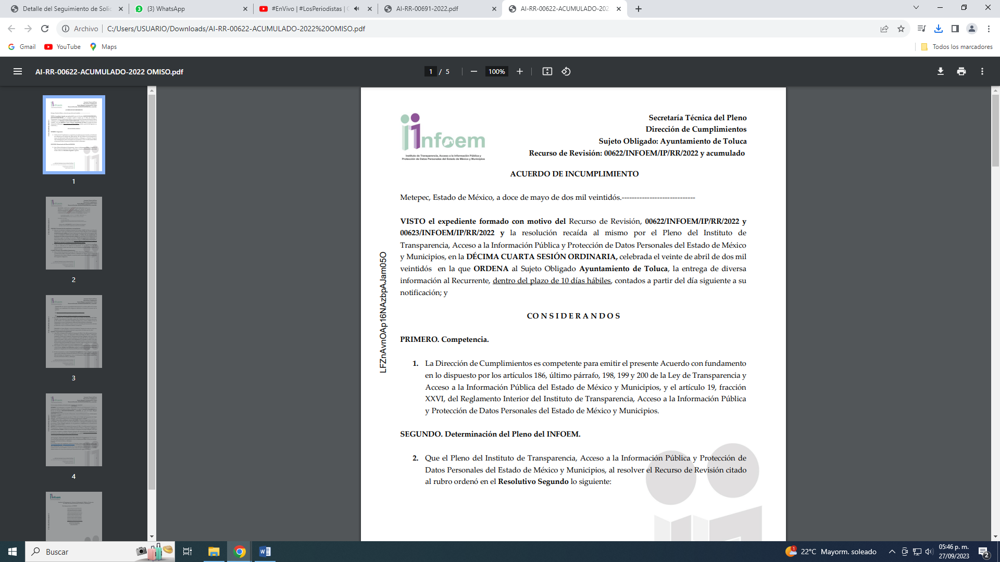 Detalle del Seguimiento de Solic
(3) WhatsApp
#EnVivo | #LosPeriodistas |
AI-RR-00691-2022.pdf
AI-RR-00622-ACUMULADO-202
Archivo
C:/Users/USUARIO/Downloads/AI-RR-00622-ACUMULADO-2022%20OMISO.pdf
Gmail
YouTube
Maps
Todos los marcadores
AI-RR-00622-ACUMULADO-2022 OMISO.pdf
1 / 5
100%
1
2
3
4
infoem
Instituto de Transparencia, Acceso a la Información Pública y
Protección de Datos Personales del Estado de México y Municipios
Secretaría Técnica del Pleno
Dirección de Cumplimientos
Sujeto Obligado: Ayuntamiento de Toluca
Recurso de Revisión: 00622/INFOEM/IP/RR/2022 y acumulado
ACUERDO DE INCUMPLIMIENTO
Metepec, Estado de México, a doce de mayo de dos mil veintidós.-----------------------------
VISTO el expediente formado con motivo del Recurso de Revisión, 00622/INFOEM/IP/RR/2022 y
00623/INFOEM/IP/RR/2022 y la resolución recaída al mismo por el Pleno del Instituto de
Transparencia, Acceso a la Información Pública y Protección de Datos Personales del Estado de México
y Municipios, en la DÉCIMA CUARTA SESIÓN ORDINARIA, celebrada el veinte de abril de dos mil
veintidós en la que ORDENA al Sujeto Obligado Ayuntamiento de Toluca, la entrega de diversa
información al Recurrente, dentro del plazo de 10 días hábiles, contados a partir del día siguiente a su
notificación; y
LFZnAvnOAp16NAzbpAJam05O
C O N S I D E R A N D O S
PRIMERO. Competencia.
1. La Dirección de Cumplimientos es competente para emitir el presente Acuerdo con fundamento
en lo dispuesto por los artículos 186, último párrafo, 198, 199 y 200 de la Ley de Transparencia y
Acceso a la Información Pública del Estado de México y Municipios, y el artículo 19, fracción
XXVI, del Reglamento Interior del Instituto de Transparencia, Acceso a la Información Pública
y Protección de Datos Personales del Estado de México y Municipios.
SEGUNDO. Determinación del Pleno del INFOEM.
2. Que el Pleno del Instituto de Transparencia, Acceso a la Información Pública y Protección de
Datos Personales del Estado de México y Municipios, al resolver el Recurso de Revisión citado
al rubro ordenó en el Resolutivo Segundo lo siguiente:
Buscar
22°C Mayorm. soleado
05:46 p. m.
27/09/2023
2